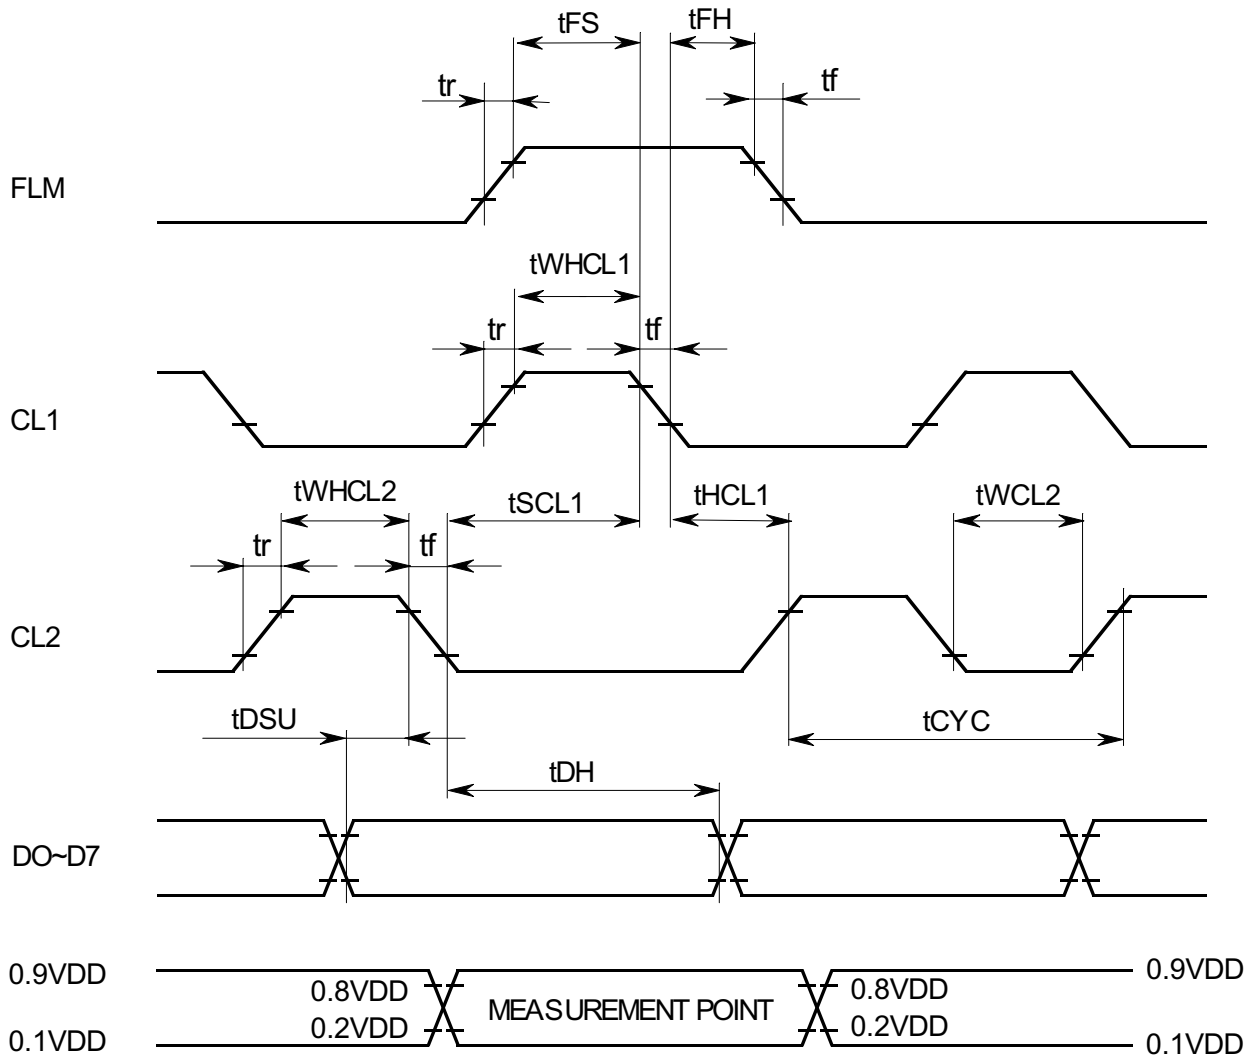 tFS
tFH
tr
tf
FLM
tWHCL1
tr
tf
CL1
tWHCL2
tSCL1
tHCL1
tWCL2
tr
tf
CL2
tDSU
tCYC
tDH
DO~D7
0.9VDD
0.8VDD
MEASUREMENT POINT
0.8VDD
0.9VDD
0.2VDD
0.2VDD
0.1VDD
0.1VDD